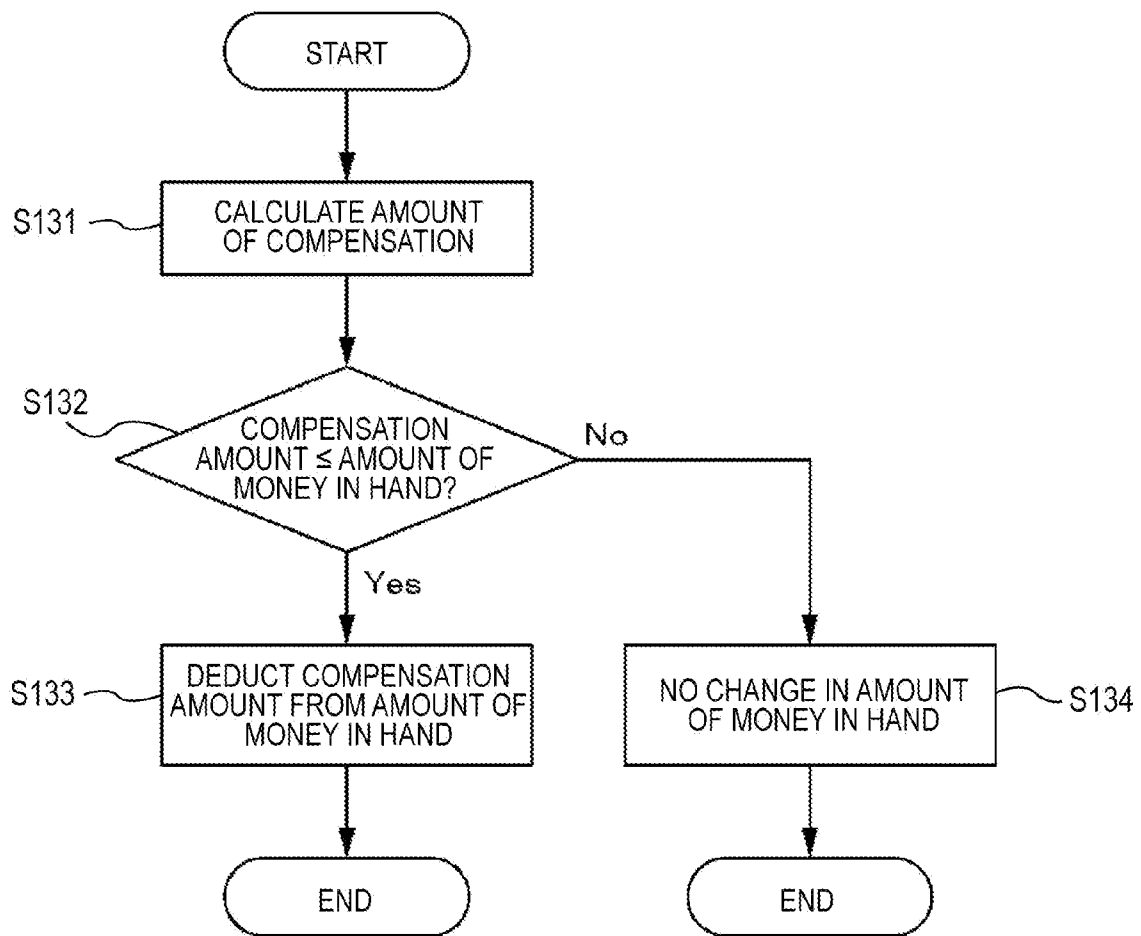 START
S131
CALCULATE AMOUNT
OF COMPENSATION
S132
COMPENSATION
AMOUNT ≤ AMOUNT OF
MONEY IN HAND?
No
Yes
S133
DEDUCT COMPENSATION
AMOUNT FROM AMOUNT OF
MONEY IN HAND
NO CHANGE IN AMOUNT
OF MONEY IN HAND
S134
END
END